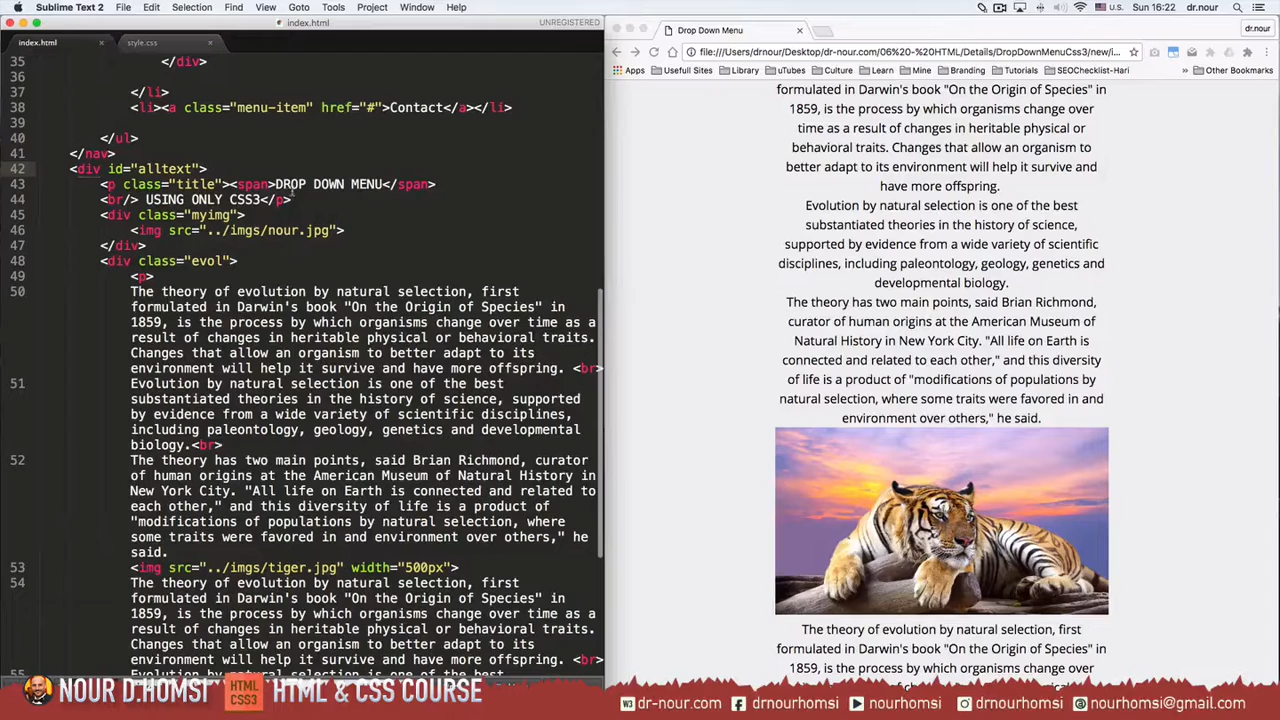 Sublime Text 2 File Edit Selection Find View Goto Tools Project Window Help
U.S. Sun 16:22 dr.nour
index.html
UNREGISTERED
index.html
style.css
35 </div>
36
37 </li>
38 <li><a class="menu-item" href="#">Contact</a></li>
39
40 </ul>
41 </nav>
42 <div id="alltext">
43 <p class="title"><span>DROP DOWN MENU</span>
44 <br/> USING ONLY CSS3</p>
45 <div class="myimg">
46 <img src="../imgs/nour.jpg">
47 </div>
48 <div class="evol">
49 <p>
50 The theory of evolution by natural selection, first
formulated in Darwin's book "On the Origin of Species" in
1859, is the process by which organisms change over time as a
result of changes in heritable physical or behavioral traits.
Changes that allow an organism to better adapt to its
environment will help it survive and have more offspring. <br>
51 Evolution by natural selection is one of the best
substantiated theories in the history of science, supported
by evidence from a wide variety of scientific disciplines,
including paleontology, geology, genetics and developmental
biology.<br>
52 The theory has two main points, said Brian Richmond, curator
of human origins at the American Museum of Natural History in
New York City. "All life on Earth is connected and related to
each other," and this diversity of life is a product of
"modifications of populations by natural selection, where
some traits were favored in and environment over others," he
said.
53 <img src="../imgs/tiger.jpg" width="500px">
54 The theory of evolution by natural selection, first
formulated in Darwin's book "On the Origin of Species" in
1859, is the process by which organisms change over time as a
result of changes in heritable physical or behavioral traits.
Changes that allow an organism to better adapt to its
environment will help it survive and have more offspring. <br>
55 Evolution by natural selection is one of the best
Drop Down Menu
dr.nour
file:///Users/drnour/Desktop/dr-nour.com/06%20-%20HTML/Details/DropDownMenuCss3/new/i...
Apps Usefull Sites Library uTubes Culture Learn Mine Branding Tutorials SEOChecklist-Hari » Other Bookmarks
formulated in Darwin's book "On the Origin of Species" in
1859, is the process by which organisms change over
time as a result of changes in heritable physical or
behavioral traits. Changes that allow an organism to
better adapt to its environment will help it survive and
have more offspring.
Evolution by natural selection is one of the best
substantiated theories in the history of science,
supported by evidence from a wide variety of scientific
disciplines, including paleontology, geology, genetics and
developmental biology.
The theory has two main points, said Brian Richmond,
curator of human origins at the American Museum of
Natural History in New York City. "All life on Earth is
connected and related to each other," and this diversity
of life is a product of "modifications of populations by
natural selection, where some traits were favored in and
environment over others," he said.
The theory of evolution by natural selection, first
formulated in Darwin's book "On the Origin of Species" in
1859, is the process by which organisms change over
NOUR D.HOMSI HTML CSS3 HTML & CSS COURSE
W3 dr-nour.com drnourhomsi nourhomsi drnourhomsi nourhomsi@gmail.com